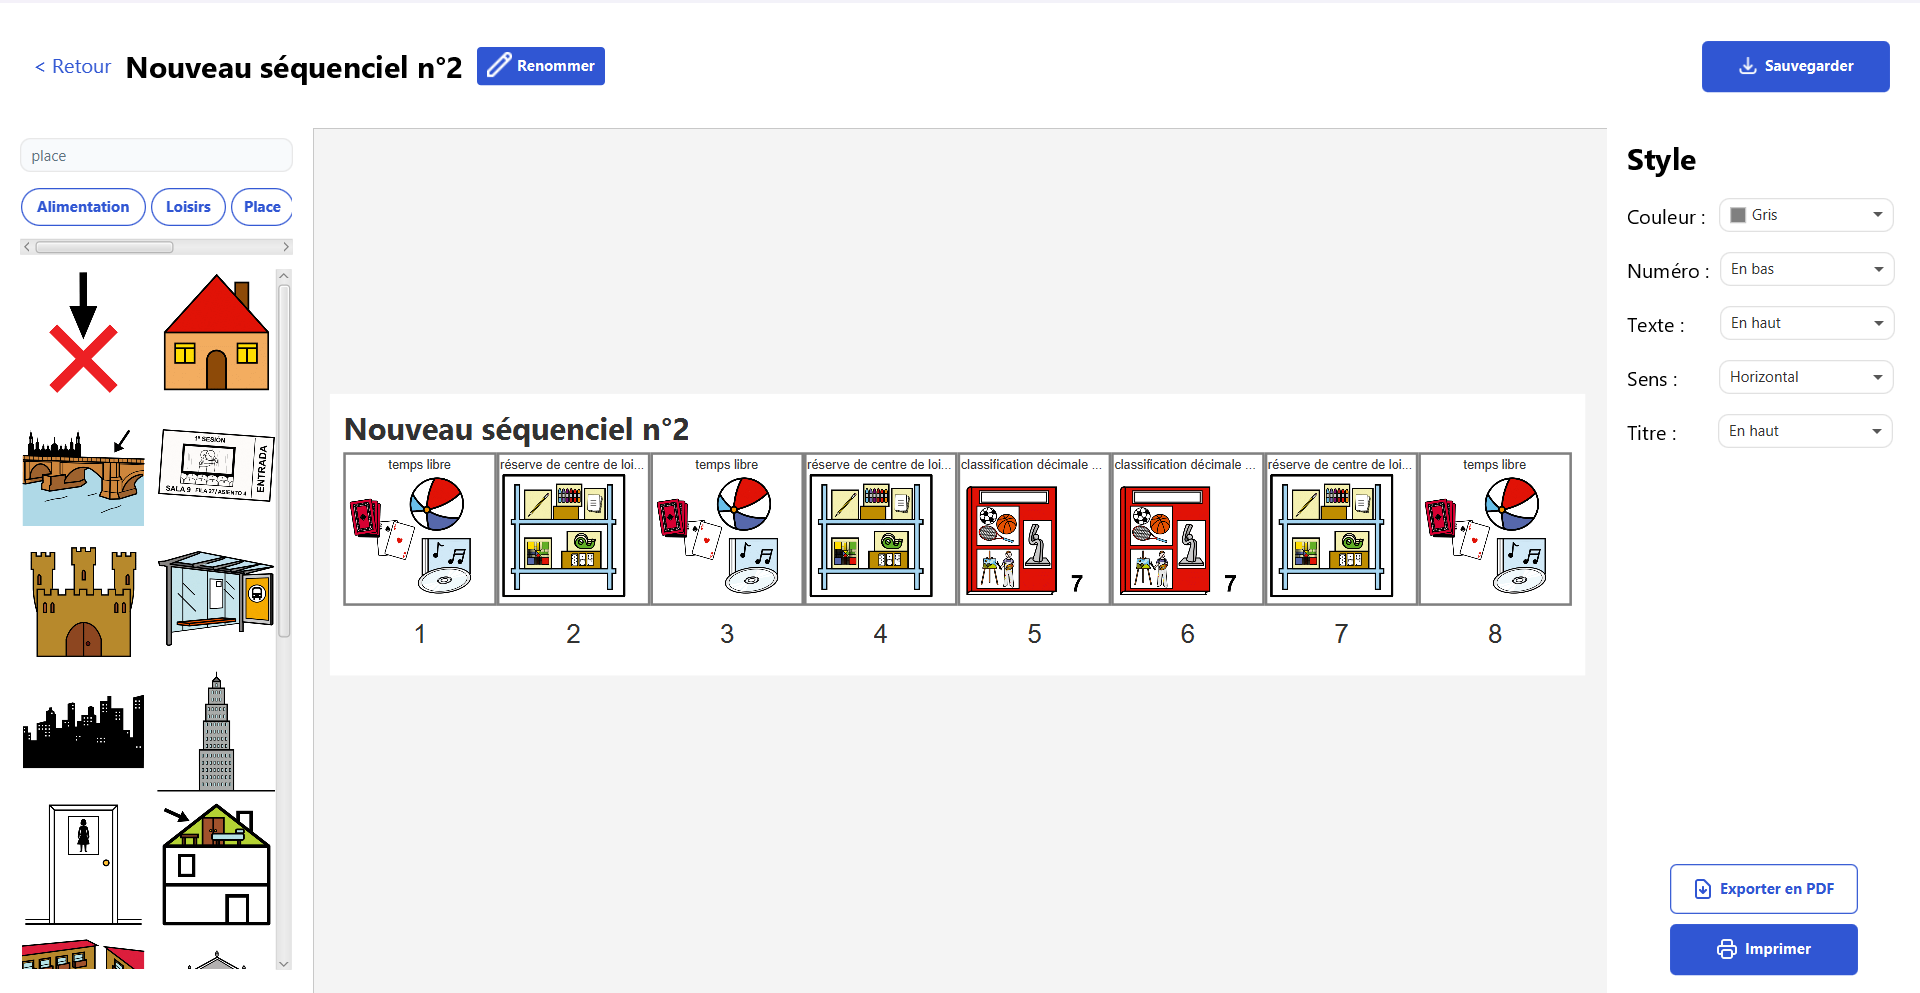 < Retour
Nouveau séquenciel n°2
Renommer
Sauvegarder
place
Alimentation
Loisirs
Place
1ª SESIÓN
ENTRADA
SALA 9 FILA 27/ASIENTO 4
Nouveau séquenciel n°2
temps libre
réserve de centre de loi...
temps libre
réserve de centre de loi...
classification décimale ...
classification décimale ...
réserve de centre de loi...
temps libre
7
7
1
2
3
4
5
6
7
8
Style
Couleur :
Gris
Numéro :
En bas
Texte :
En haut
Sens :
Horizontal
Titre :
En haut
Exporter en PDF
Imprimer